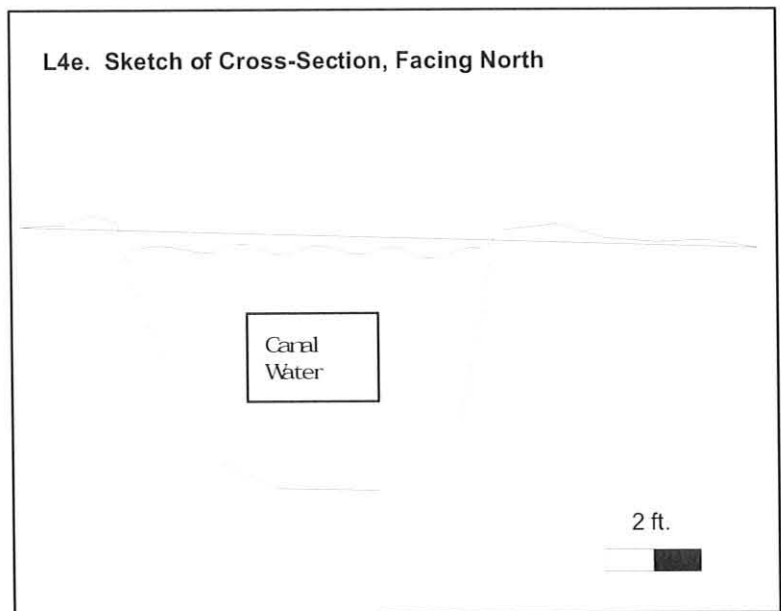 L4e. Sketch of Cross-Section, Facing North
Canal
Water
2 ft.